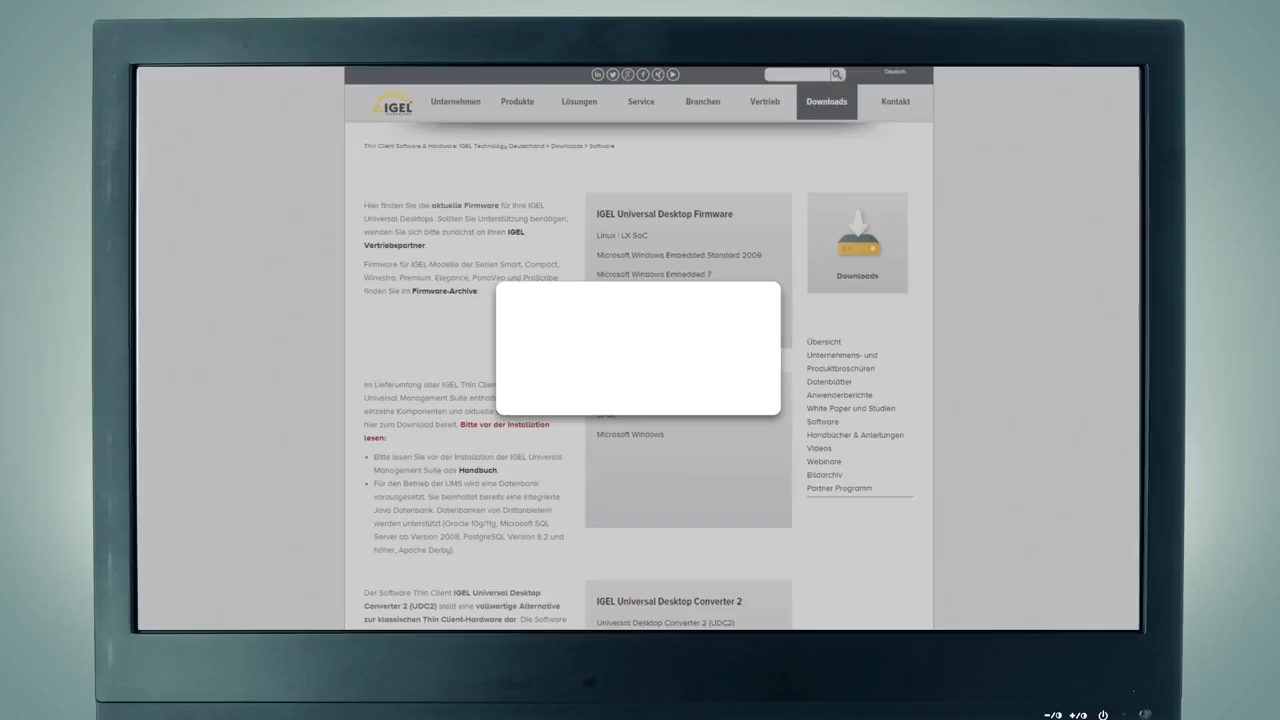 Deutsch
IGEL
Unternehmen
Produkte
Lösungen
Service
Branchen
Vertrieb
Downloads
Kontakt
Thin Client Software & Hardware: IGEL Technology Deutschland > Downloads > Software
Hier finden Sie die aktuelle Firmware für Ihre IGEL
Universal Desktops. Sollten Sie Unterstützung benötigen,
wenden Sie sich bitte zunächst an Ihren IGEL
Vertriebspartner.
Firmware für IGEL-Modelle der Serien Smart, Compact,
Winestra, Premium, Elegance, PanaVeo und ProScribe
finden Sie im Firmware-Archive
IGEL Universal Desktop Firmware
Linux | LX SoC
Microsoft Windows Embedded Standard 2009
Microsoft Windows Embedded 7
Downloads
Im Lieferumfang aller IGEL Thin Clien
Universal Management Suite enthalt
einzelne Komponenten und aktuelle
hier zum Download bereit. Bitte vor der Installation
lesen:
• Bitte lesen Sie vor der Installation der IGEL Universal
Management Suite das Handbuch.
• Für den Betrieb der UMS wird eine Datenbank
vorausgesetzt. Sie beinhaltet bereits eine integrierte
Java Datenbank. Datenbanken von Drittanbietern
werden unterstützt (Oracle 10g/11g, Microsoft SQL
Server ab Version 2008, PostgreSQL Version 8.2 und
höher, Apache Derby).
Microsoft Windows
Übersicht
Unternehmens- und
Produktbroschüren
Datenblätter
Anwenderberichte
White Paper und Studien
Software
Handbücher & Anleitungen
Videos
Webinare
Bildarchiv
Partner Programm
Der Software Thin Client IGEL Universal Desktop
Converter 2 (UDC2) stellt eine vollwertige Alternative
zur klassischen Thin Client-Hardware dar. Die Software
IGEL Universal Desktop Converter 2
Universal Desktop Converter 2 (UDC2)